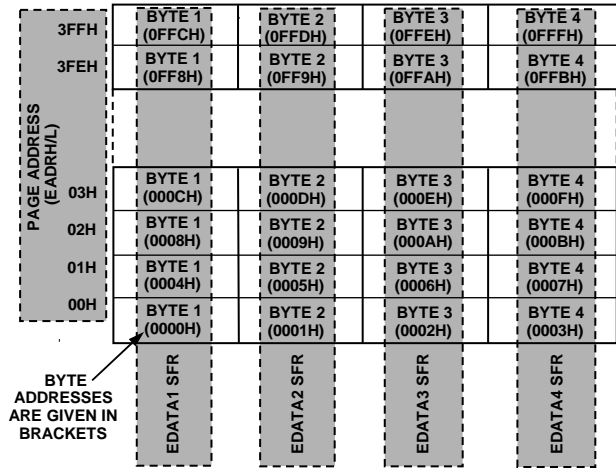 3FFH
BYTE 1
(0FFCH)
BYTE 2
(0FFDH)
BYTE 3
(0FFEH)
BYTE 4
(0FFFH)
3FEH
BYTE 1
(0FF8H)
BYTE 2
(0FF9H)
BYTE 3
(0FFAH)
BYTE 4
(0FFBH)
PAGE ADDRESS
(EADRH/L)
03H
BYTE 1
(000CH)
BYTE 2
(000DH)
BYTE 3
(000EH)
BYTE 4
(000FH)
02H
BYTE 1
(0008H)
BYTE 2
(0009H)
BYTE 3
(000AH)
BYTE 4
(000BH)
01H
BYTE 1
(0004H)
BYTE 2
(0005H)
BYTE 3
(0006H)
BYTE 4
(0007H)
00H
BYTE 1
(0000H)
BYTE 2
(0001H)
BYTE 3
(0002H)
BYTE 4
(0003H)
BYTE
ADDRESSES
ARE GIVEN IN
BRACKETS
EDATA1 SFR
EDATA2 SFR
EDATA3 SFR
EDATA4 SFR